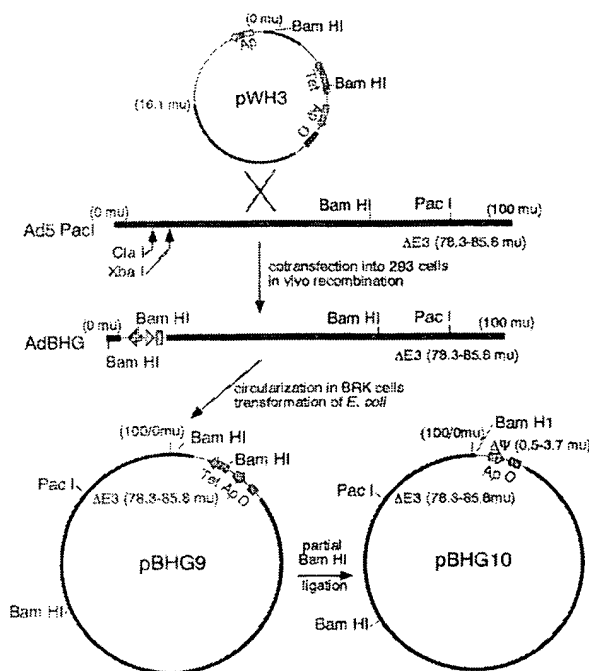 (0 mu)
Bam HI
Ap
Bam HI
Tet
(16.1 mu)
pWH3
Ap
O
Bam HI
Pac I
(0 mu)
(100 mu)
Ad5 PacI
ΔE3 (78.3-85.8 mu)
Cla I
Xba I
cotransfection into 293 cells
in vivo recombination
Bam HI
Bam HI
Pac I
(0 mu)
(100 mu)
AdBHG
Bam HI
ΔE3 (78.3-85.8 mu)
circularization in BRK cells
transformation of E. coli
(100/0mu)
Bam HI
Bam HI
Pac I
ΔE3 (78.3-85.8 mu)
Tet Ap O
pBHG9
Bam HI
partial
Bam HI
ligation
Bam H1
(100/0mu)
ΔΨ (0.5-3.7 mu)
Ap O
Pac I
ΔE3 (78.3-85.8mu)
pBHG10
Bam HI